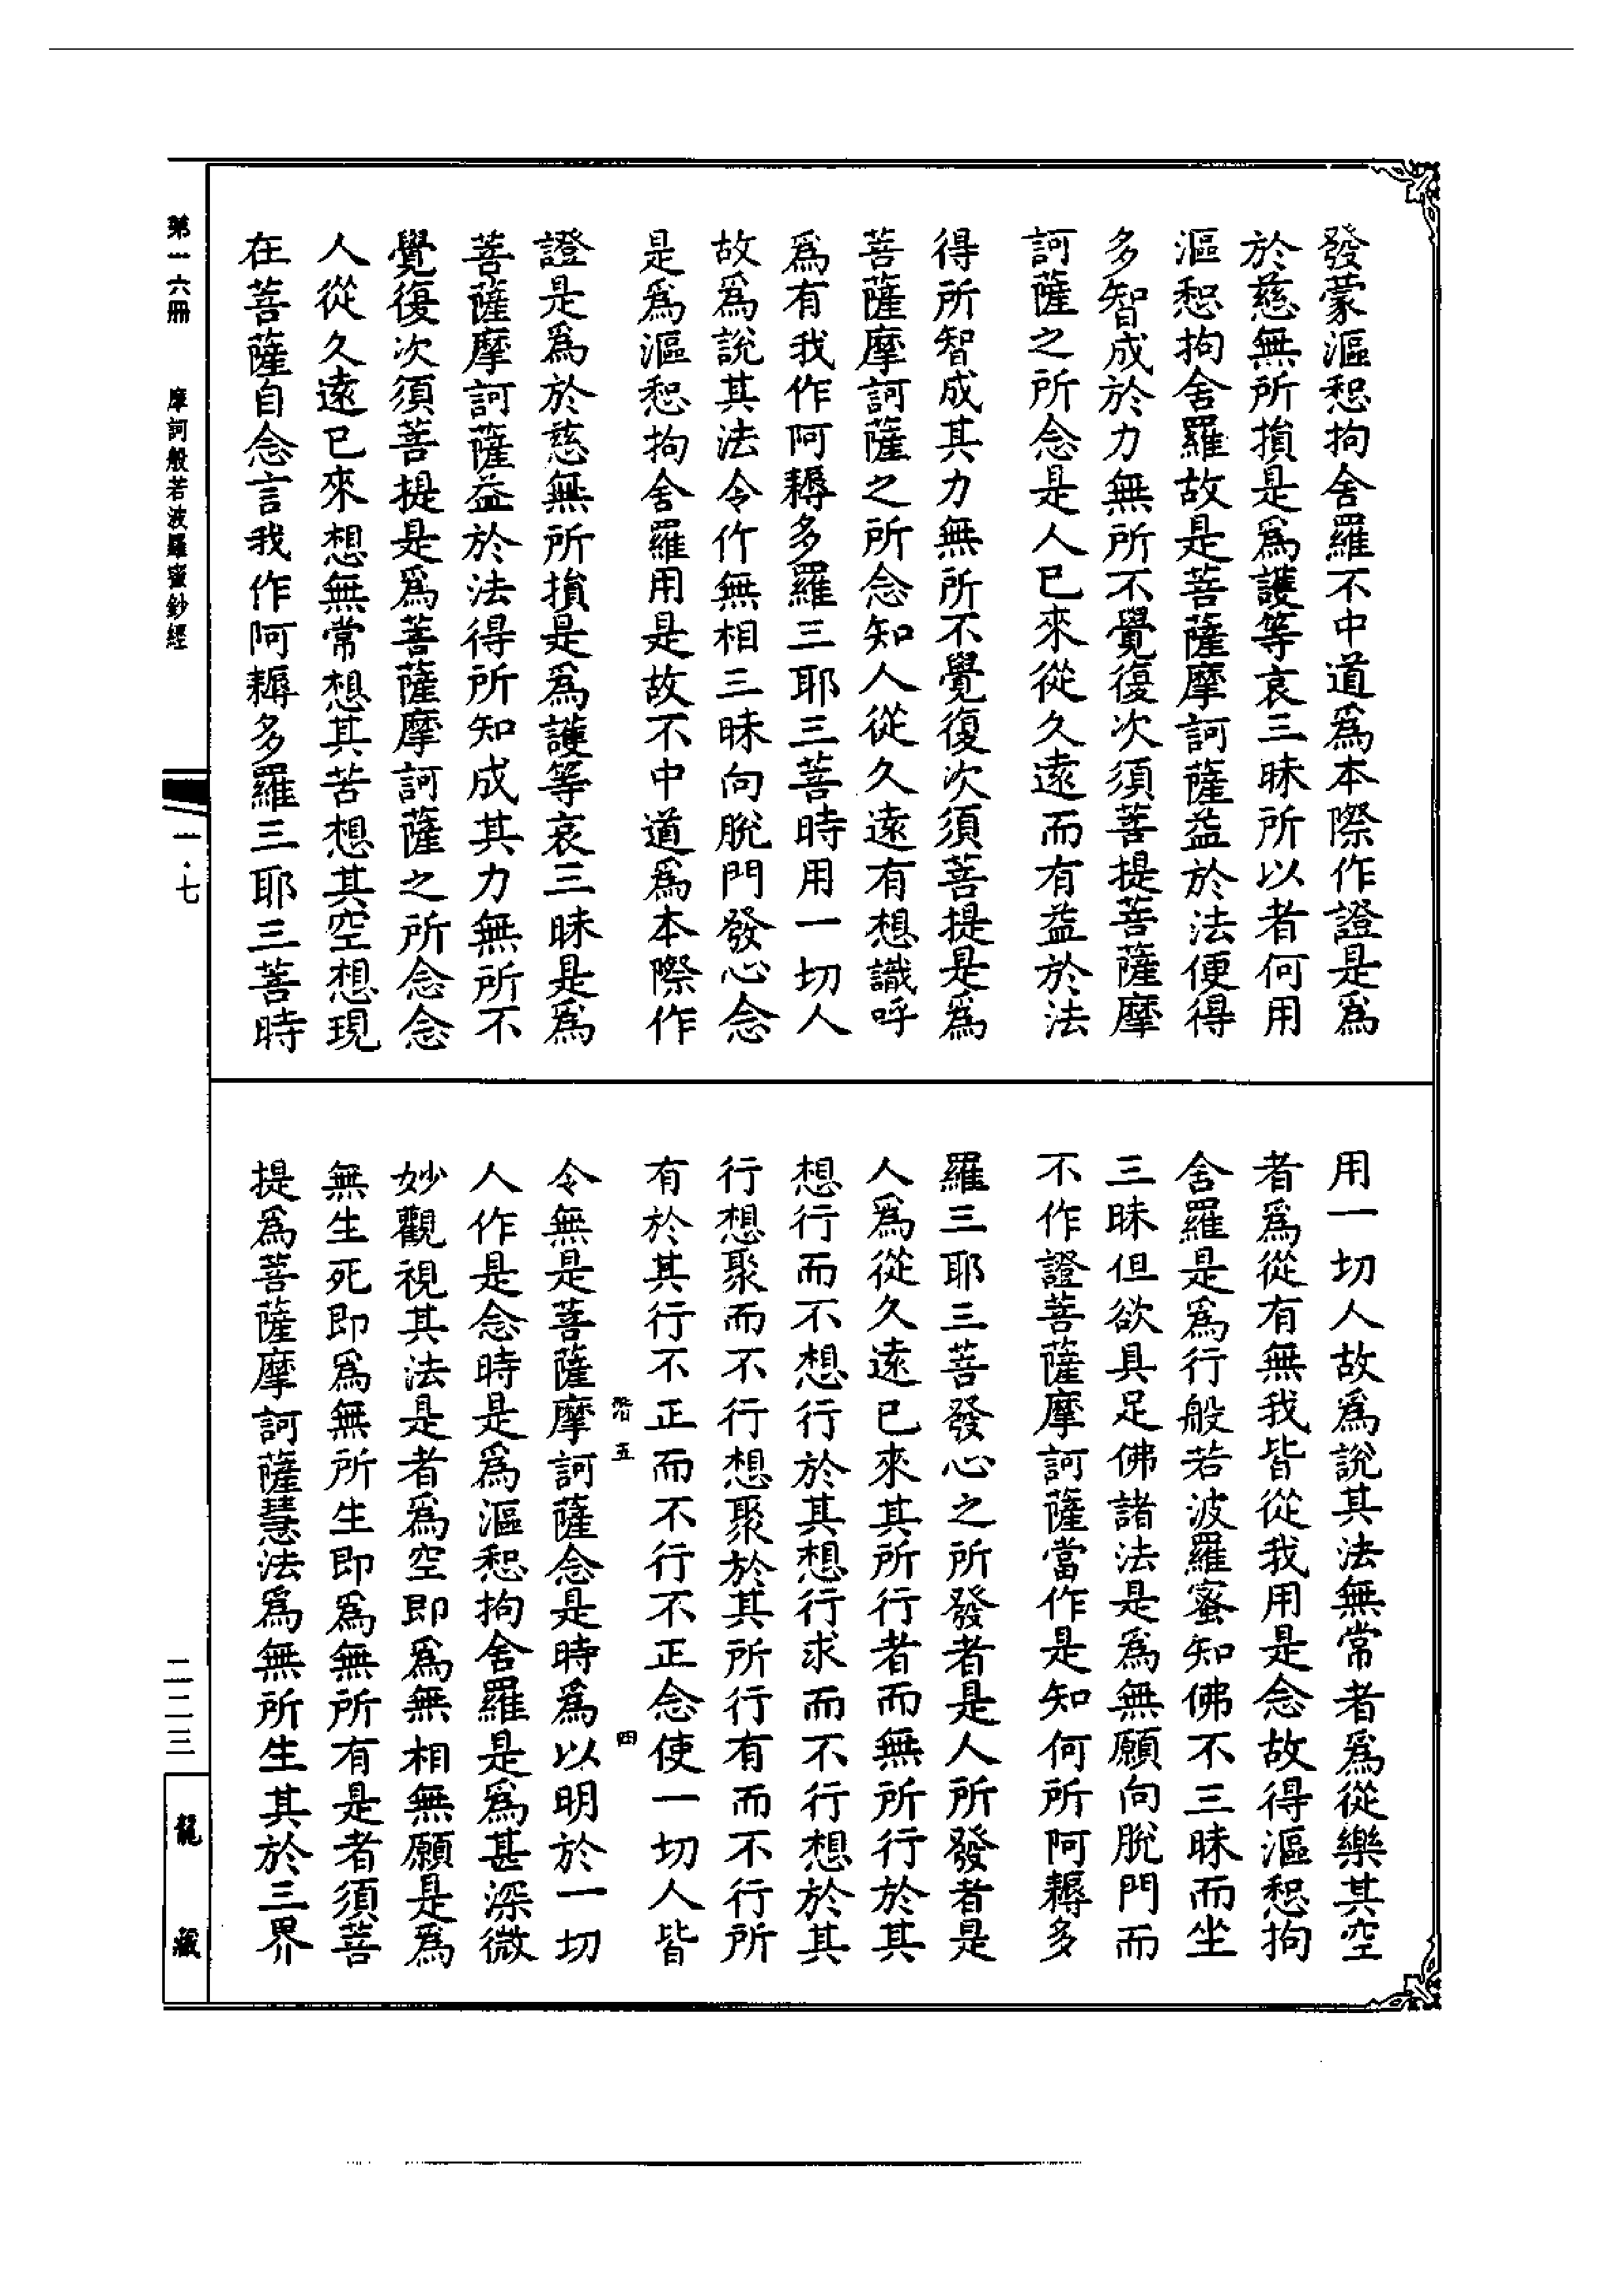 發蒙漚惒拘舍羅不中道爲本際作證是爲
於慈無所損是爲護等哀三昧所以者何用
漚惒拘舍羅故是菩薩摩訶薩益於法便得
多智成於力無所不覺復次須菩提菩薩摩
訶薩之所念是人已來從久遠而有益於法
得所智成其力無所不覺復次須菩提是爲
菩薩摩訶薩之所念知人從久遠有想識呼
爲有我作阿耨多羅三耶三菩時用一切人
故爲說其法令作無相三昧向脫門發心念
是爲漚惒拘舍羅用是故不中道爲本際作
證是爲於慈無所損是爲護等哀三昧是爲
菩薩摩訶薩益於法得所知成其力無所不
覺復次須菩提是爲菩薩摩訶薩之所念念
人從久遠已來想無常想其苦想其空想現
在菩薩自念言我作阿耨多羅三耶三菩時
用一切人故爲說其法無常者爲從樂其空
者爲從有無我皆從我用是念故得漚惒拘
舍羅是爲行般若波羅蜜知佛不三昧而坐
三昧但欲具足佛諸法是爲無願向脫門而
不作證菩薩摩訶薩當作是知何所阿耨多
羅三耶三菩發心之所發者是人所發者是
人爲從久遠已來其所行者而無所行於其
想行而不想行於其想行求而不行想於其
行想聚而不行想聚於其所行有而不行所
有於其行不正而不行不正念使一切人皆
五 四
令無是菩薩摩訶薩念是時爲以明於一切
人作是念時是爲漚惒拘舍羅是爲甚深微
妙觀視其法是者爲空即爲無相無願是爲
無生死即爲無所生即爲無所有是者須菩
提爲菩薩摩訶薩慧法爲無所生其於三界
第一六冊 摩訶般若波羅蜜鈔經 一·七 二二三 龍藏